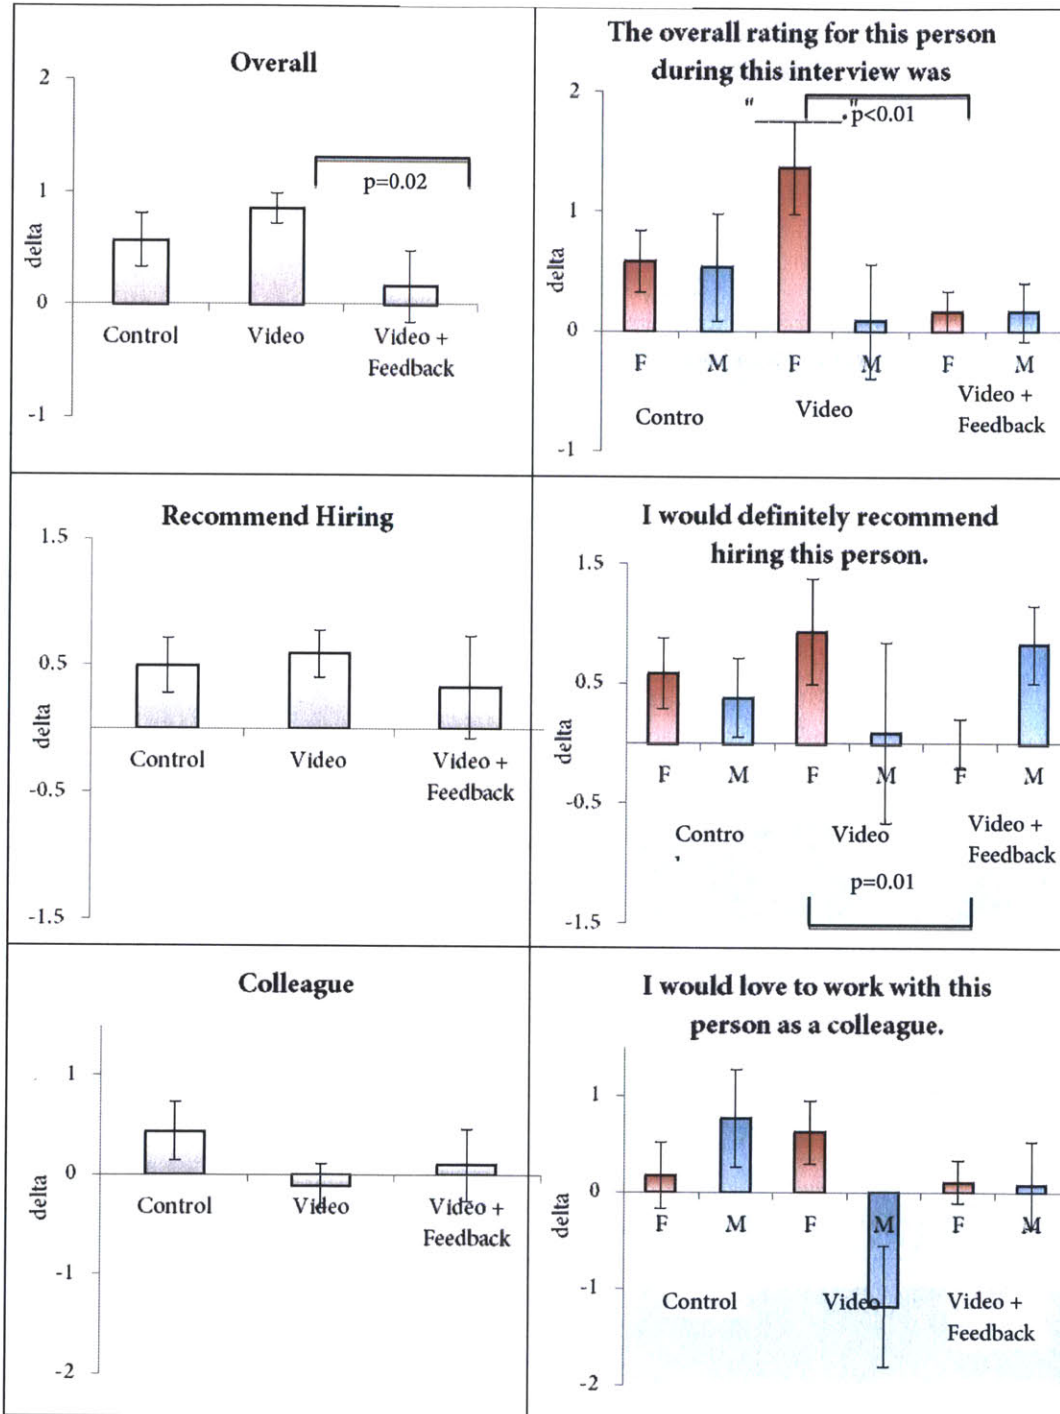 Overall
2
1
0
-1
delta
p=0.02
Control
Video
Video +
Feedback
The overall rating for this person
during this interview was
“______.”
p<0.01
2
1
0
-1
delta
F
M
F
M
F
M
Contro
Video
Video +
Feedback
Recommend Hiring
1.5
0.5
-0.5
-1.5
delta
Control
Video
Video +
Feedback
I would definitely recommend
hiring this person.
1.5
0.5
-0.5
-1.5
delta
F
M
F
M
F
M
Contro
Video
Video +
Feedback
p=0.01
Colleague
1
0
-1
-2
delta
Control
Video
Video +
Feedback
I would love to work with this
person as a colleague.
1
0
-1
-2
delta
F
M
F
M
F
M
Control
Video
Video +
Feedback